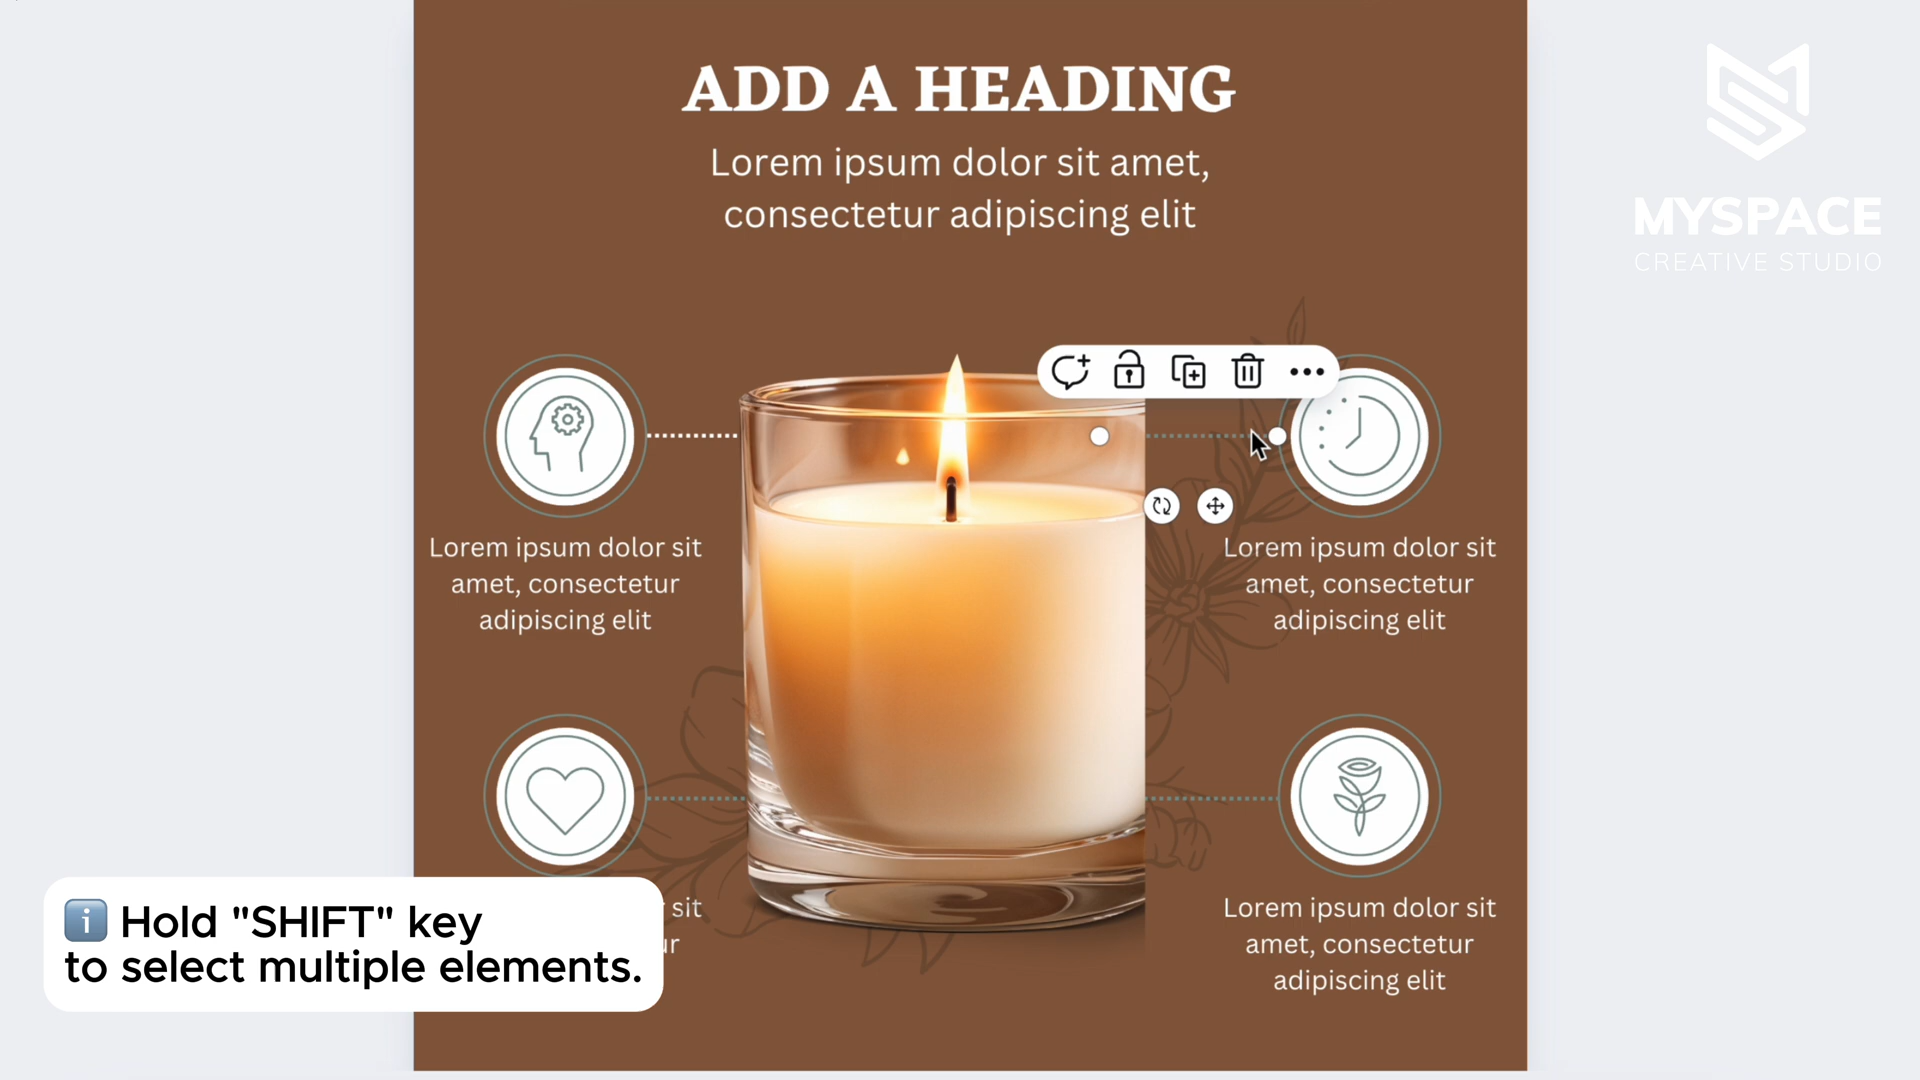 ADD A HEADING
Lorem ipsum dolor sit amet,
consectetur adipiscing elit
MYSPACE
CREATIVE STUDIO
Lorem ipsum dolor sit
amet, consectetur
adipiscing elit
Lorem ipsum dolor sit
amet, consectetur
adipiscing elit
sit
Lorem ipsum dolor sit
amet, consectetur
adipiscing elit
i Hold "SHIFT" key
to select multiple elements.